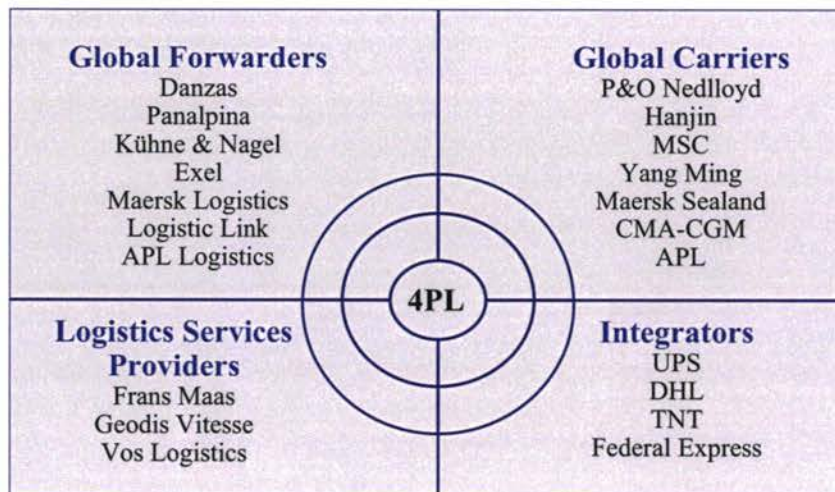 Global Forwarders
Danzas
Panalpina
Kühne & Nagel
Exel
Maersk Logistics
Logistic Link
APL Logistics
Global Carriers
P&O Nedlloyd
Hanjin
MSC
Yang Ming
Maersk Sealand
CMA-CGM
APL
4PL
Logistics Services
Providers
Frans Maas
Geodis Vitesse
Vos Logistics
Integrators
UPS
DHL
TNT
Federal Express